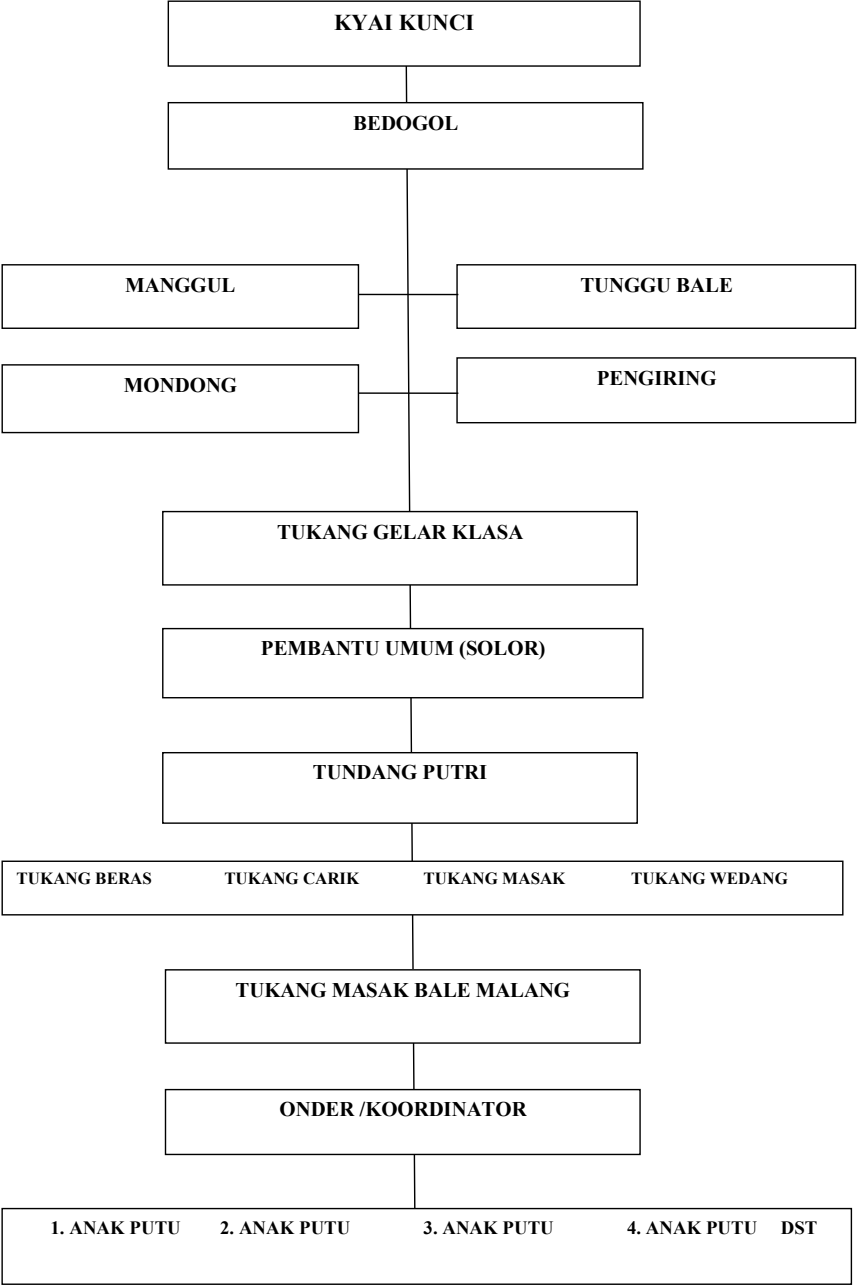 KYAI KUNCI
BEDOGOL
MANGGUL
TUNGGU BALE
MONDONG
PENGIRING
TUKANG GELAR KLASA
PEMBANTU UMUM (SOLOR)
TUNDANG PUTRI
TUKANG BERAS TUKANG CARIK TUKANG MASAK TUKANG WEDANG
TUKANG MASAK BALE MALANG
ONDER /KOORDINATOR
1. ANAK PUTU 2. ANAK PUTU 3. ANAK PUTU 4. ANAK PUTU DST